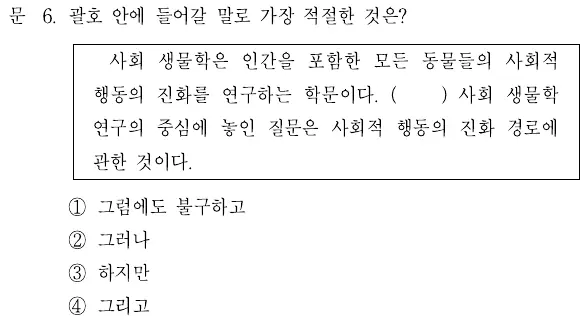 문 6. 괄호 안에 들어갈 말로 가장 적절한 것은?
사회 생물학은 인간을 포함한 모든 동물들의 사회적
행동의 진화를 연구하는 학문이다. (     ) 사회 생물학
연구의 중심에 놓인 질문은 사회적 행동의 진화 경로에
관한 것이다.
① 그럼에도 불구하고
② 그러나
③ 하지만
④ 그리고